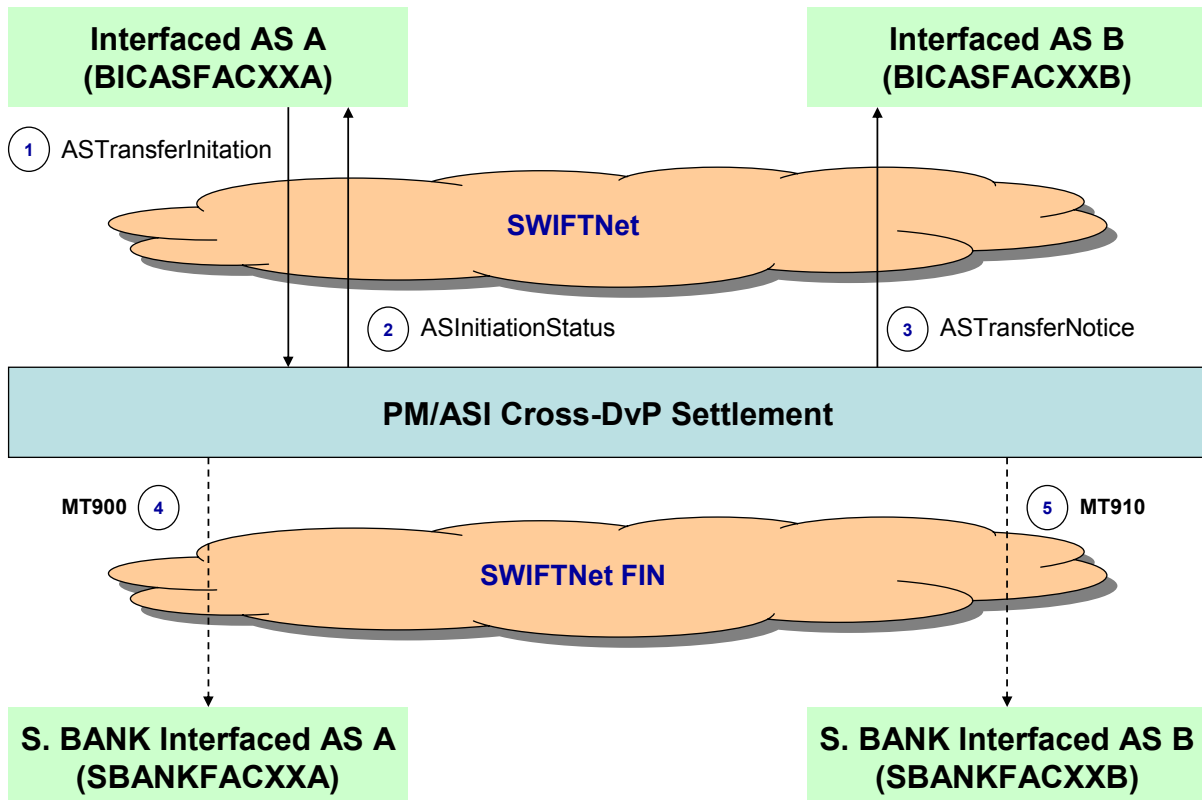 Interfaced AS A
(BICASFACXXA)
Interfaced AS B
(BICASFACXXB)
1 ASTransferInitation
SWIFTNet
2 ASInitiationStatus
3 ASTransferNotice
PM/ASI Cross-DvP Settlement
MT900 4
5 MT910
SWIFTNet FIN
S. BANK Interfaced AS A
(SBANKFACXXA)
S. BANK Interfaced AS B
(SBANKFACXXB)